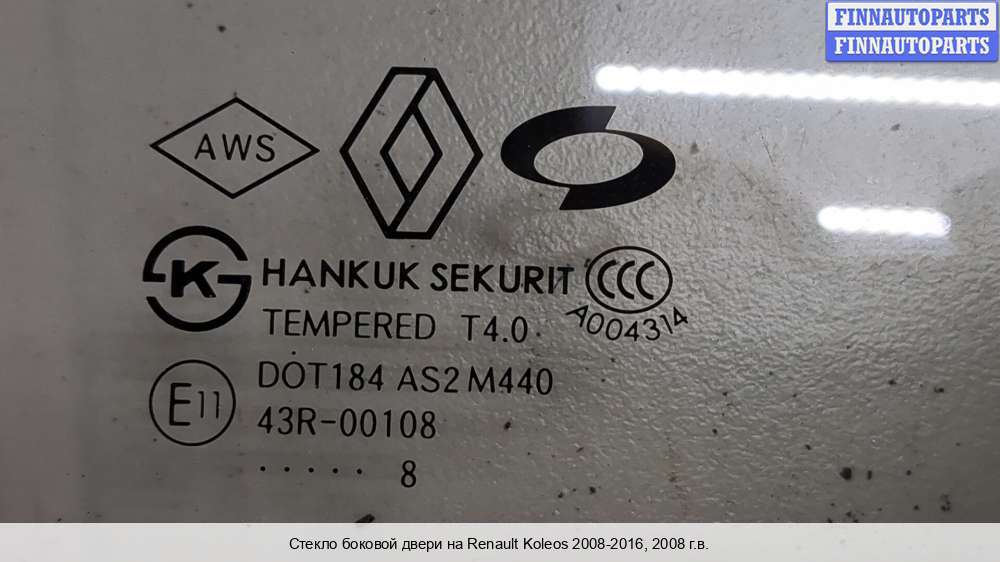 FINNAUTOPARTS
FINNAUTOPARTS
AWS
K
HANKUK SEKURIT
CCC
TEMPERED T4.0
A004314
E11
DOT184 AS2 M440
43R-00108
. . . . . 8
Стекло боковой двери на Renault Koleos 2008-2016, 2008 г.в.